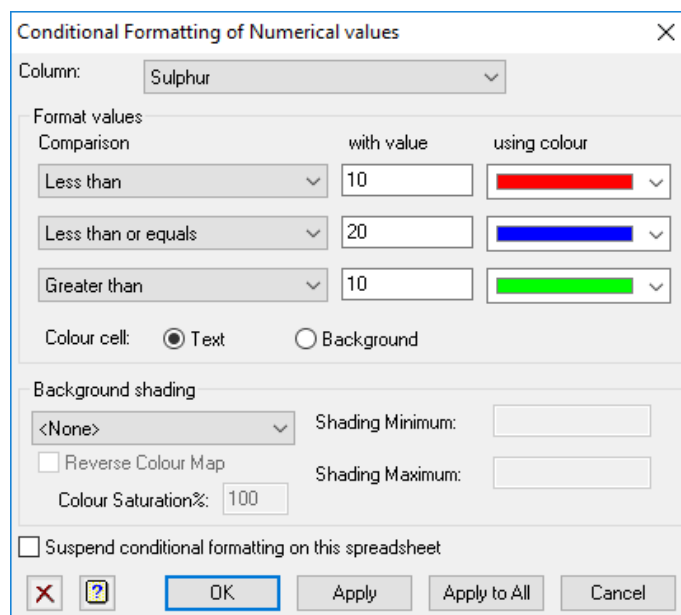 Conditional Formatting of Numerical values
Column: Sulphur
Format values
Comparison with value using colour
Less than 10
Less than or equals 20
Greater than 10
Colour cell: Text Background
Background shading
<None> Shading Minimum:
Reverse Colour Map Shading Maximum:
Colour Saturation%: 100
Suspend conditional formatting on this spreadsheet
? OK Apply Apply to All Cancel